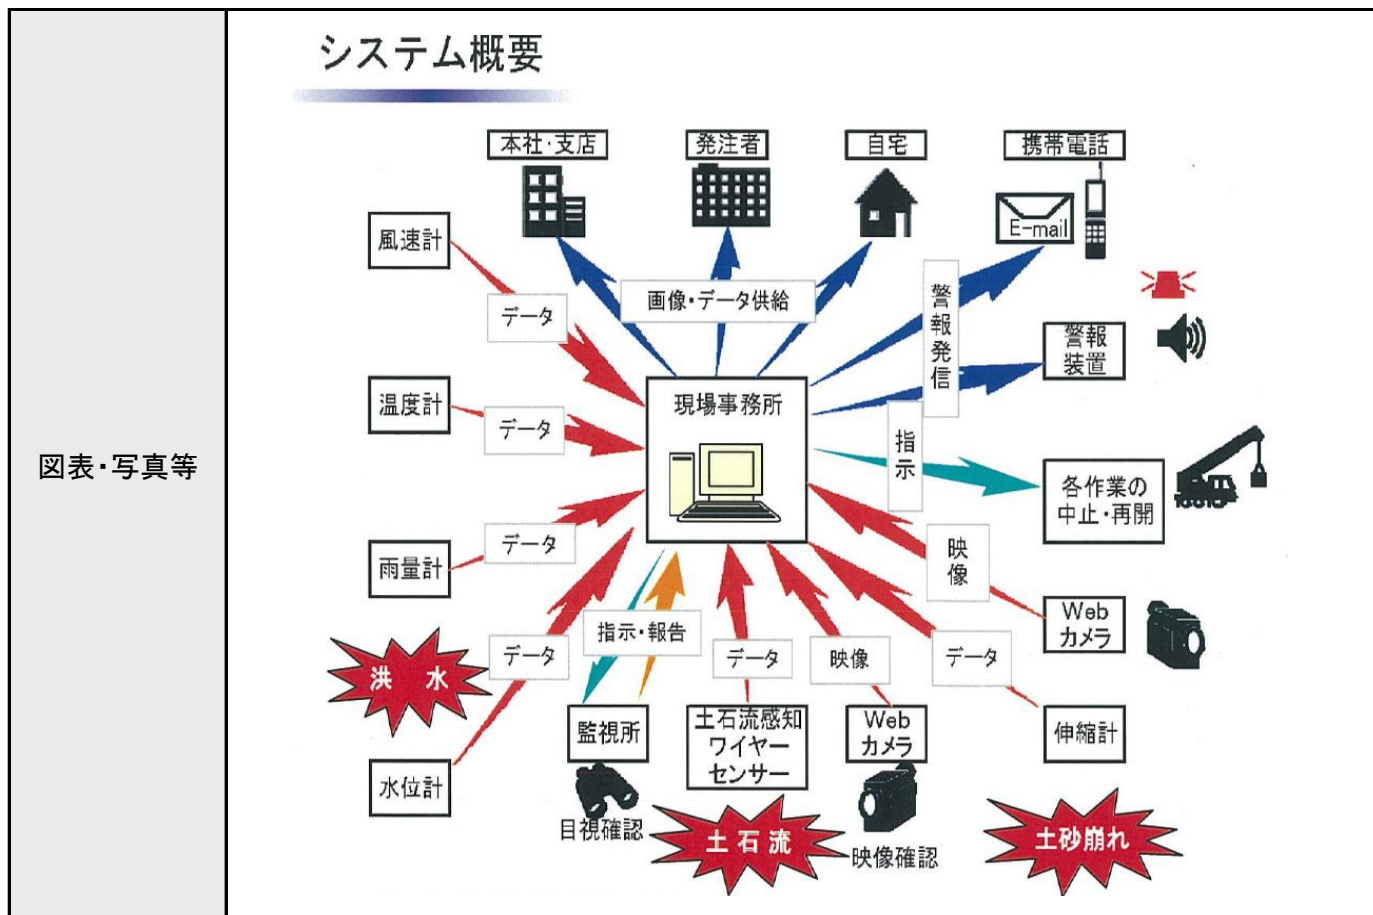 図表・写真等
システム概要
本社・支店
発注者
自宅
携帯電話
E-mail
風速計
データ
画像・データ供給
警報発信
警報
装置
温度計
データ
現場事務所
指示
各作業の
中止・再開
雨量計
データ
映像
Web
カメラ
洪 水
データ
指示・報告
データ
映像
データ
水位計
監視所
目視確認
土石流感知
ワイヤー
センサー
土 石 流
Web
カメラ
映像確認
伸縮計
土砂崩れ